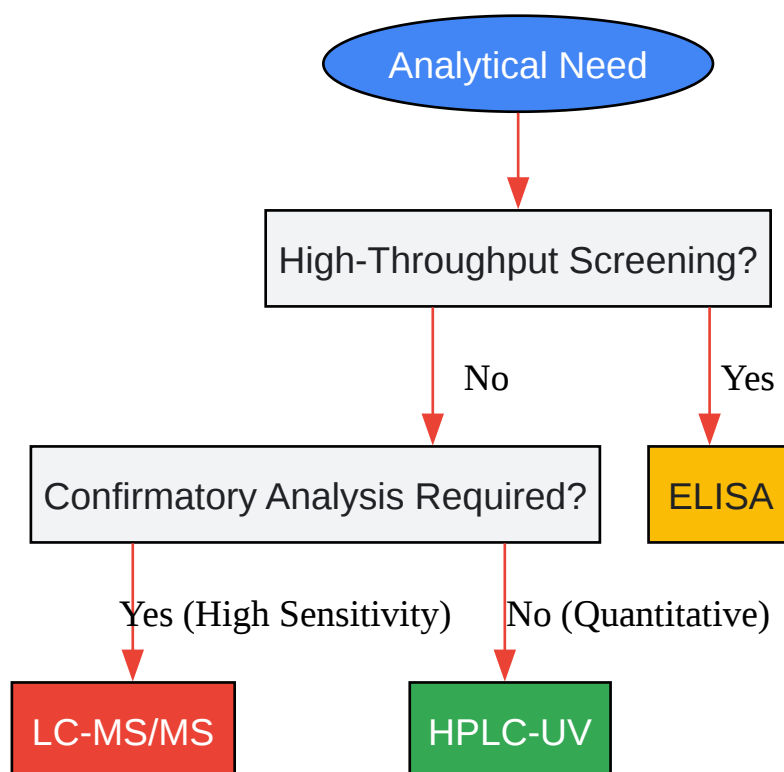 Analytical Need
High-Throughput Screening?
No
Yes
Confirmatory Analysis Required?
ELISA
Yes (High Sensitivity)
No (Quantitative)
LC-MS/MS
HPLC-UV